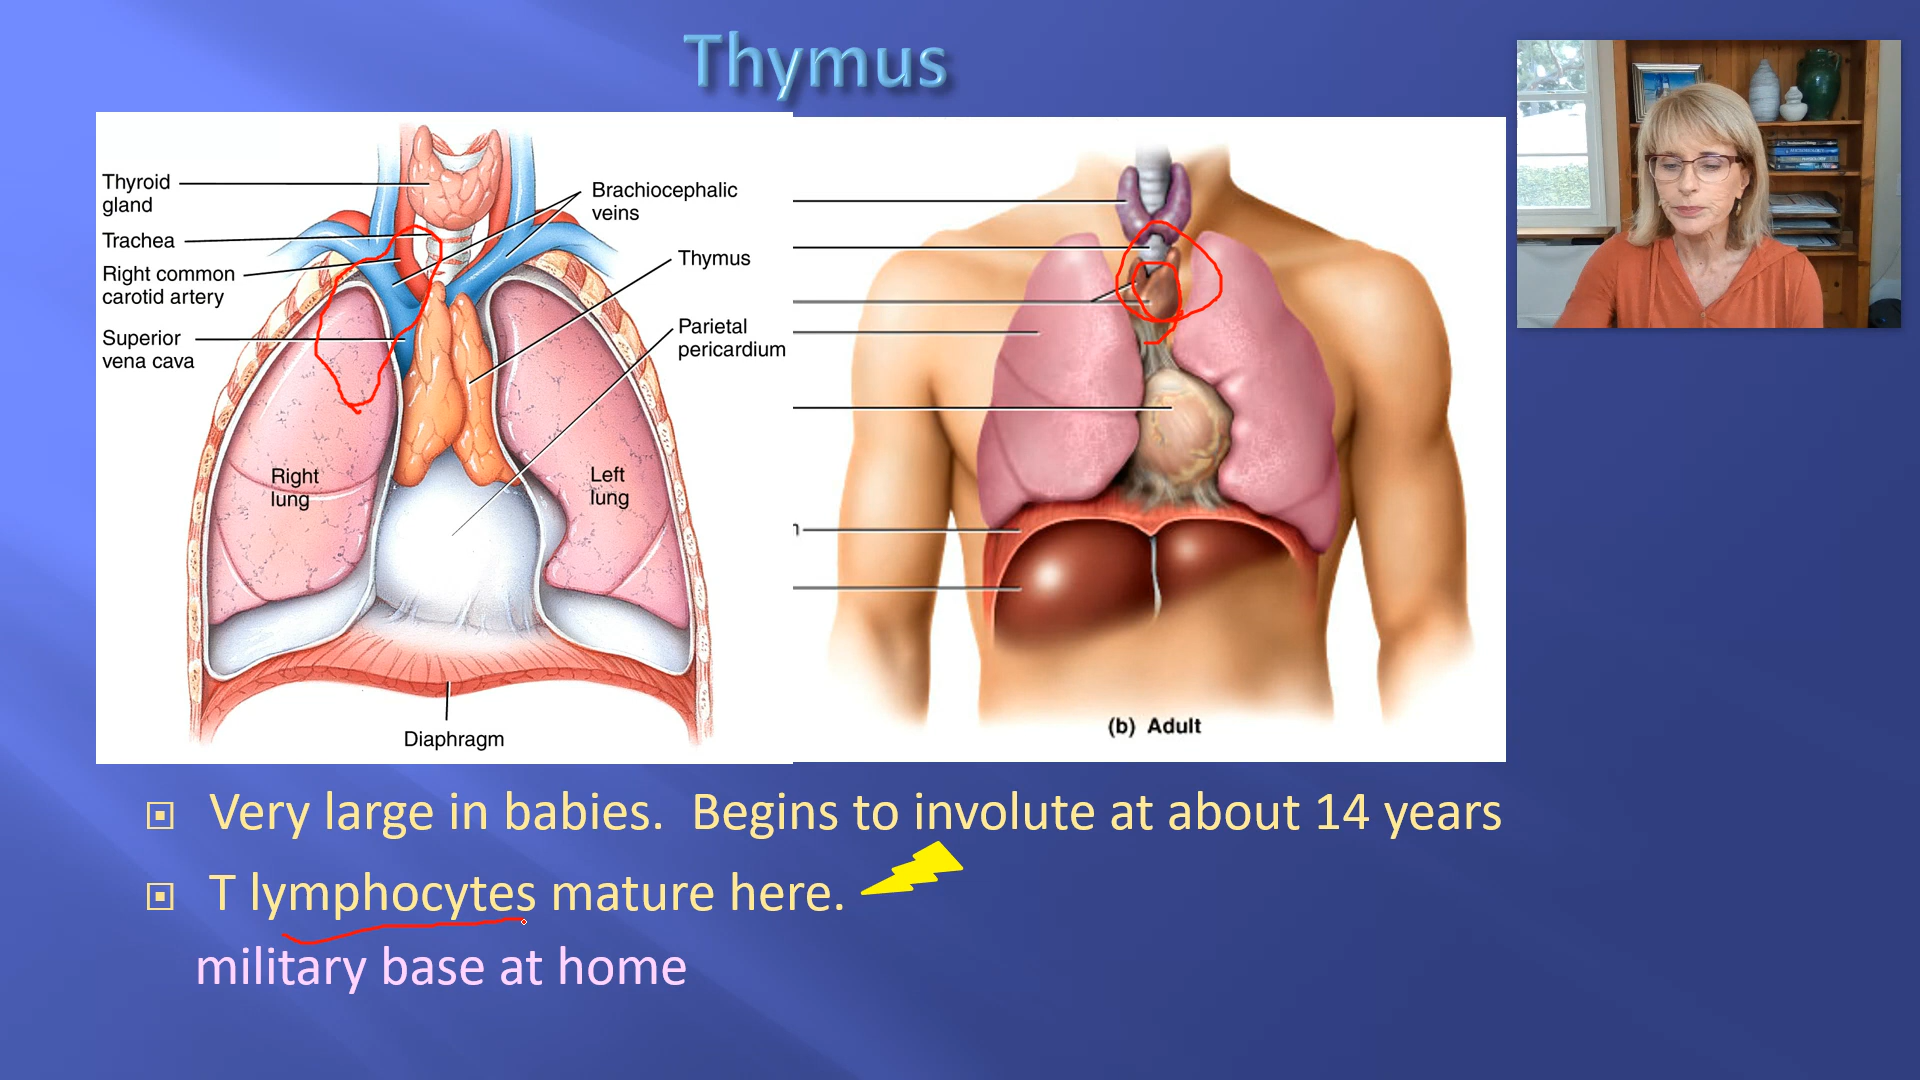 Thymus
Thyroid
gland
Trachea
Right common
carotid artery
Superior
vena cava
Brachiocephalic
veins
Thymus
Parietal
pericardium
Right
lung
Left
lung
Diaphragm
(b) Adult
Very large in babies. Begins to involute at about 14 years
T lymphocytes mature here.
military base at home